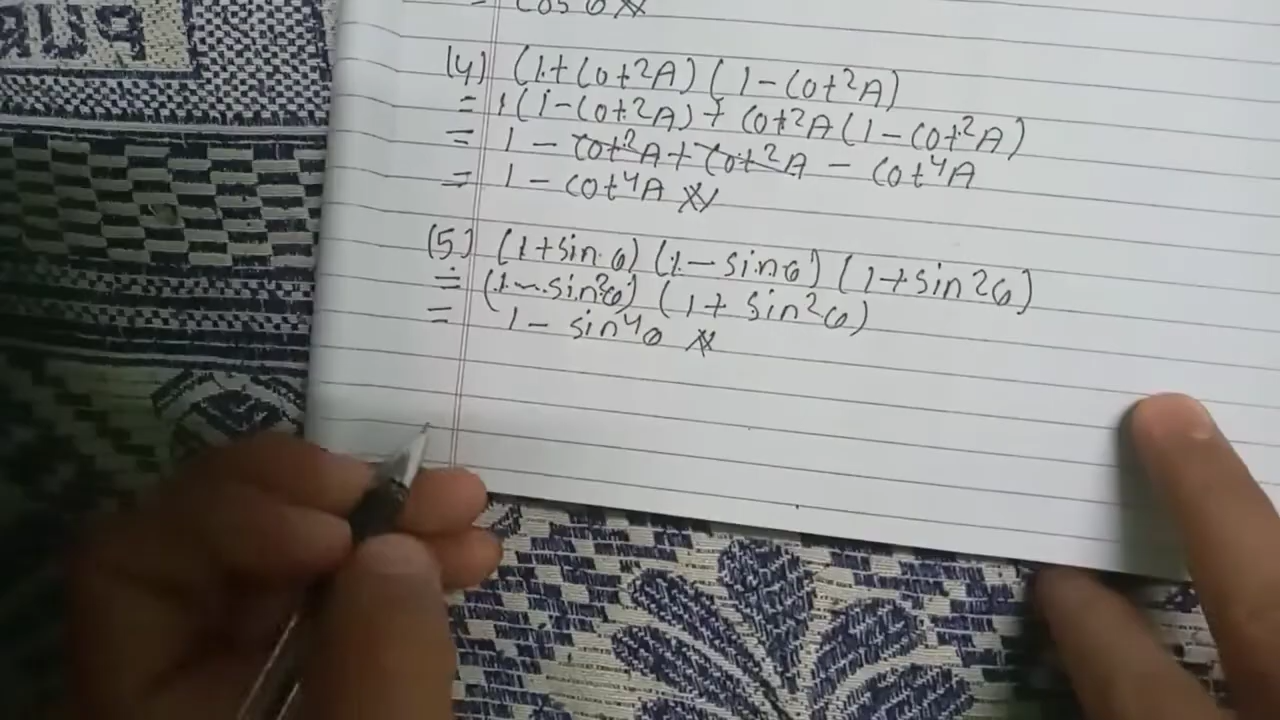 = cos θ
(4) (1+cot²A) (1-cot²A)
= 1(1-cot²A) + cot²A(1-cot²A)
= 1 - cot²A + cot²A - cot⁴A
= 1 - cot⁴A
(5) (1+sinθ) (1-sinθ) (1+sin²θ)
= (1-sin²θ) (1+sin²θ)
= 1 - sin⁴θ